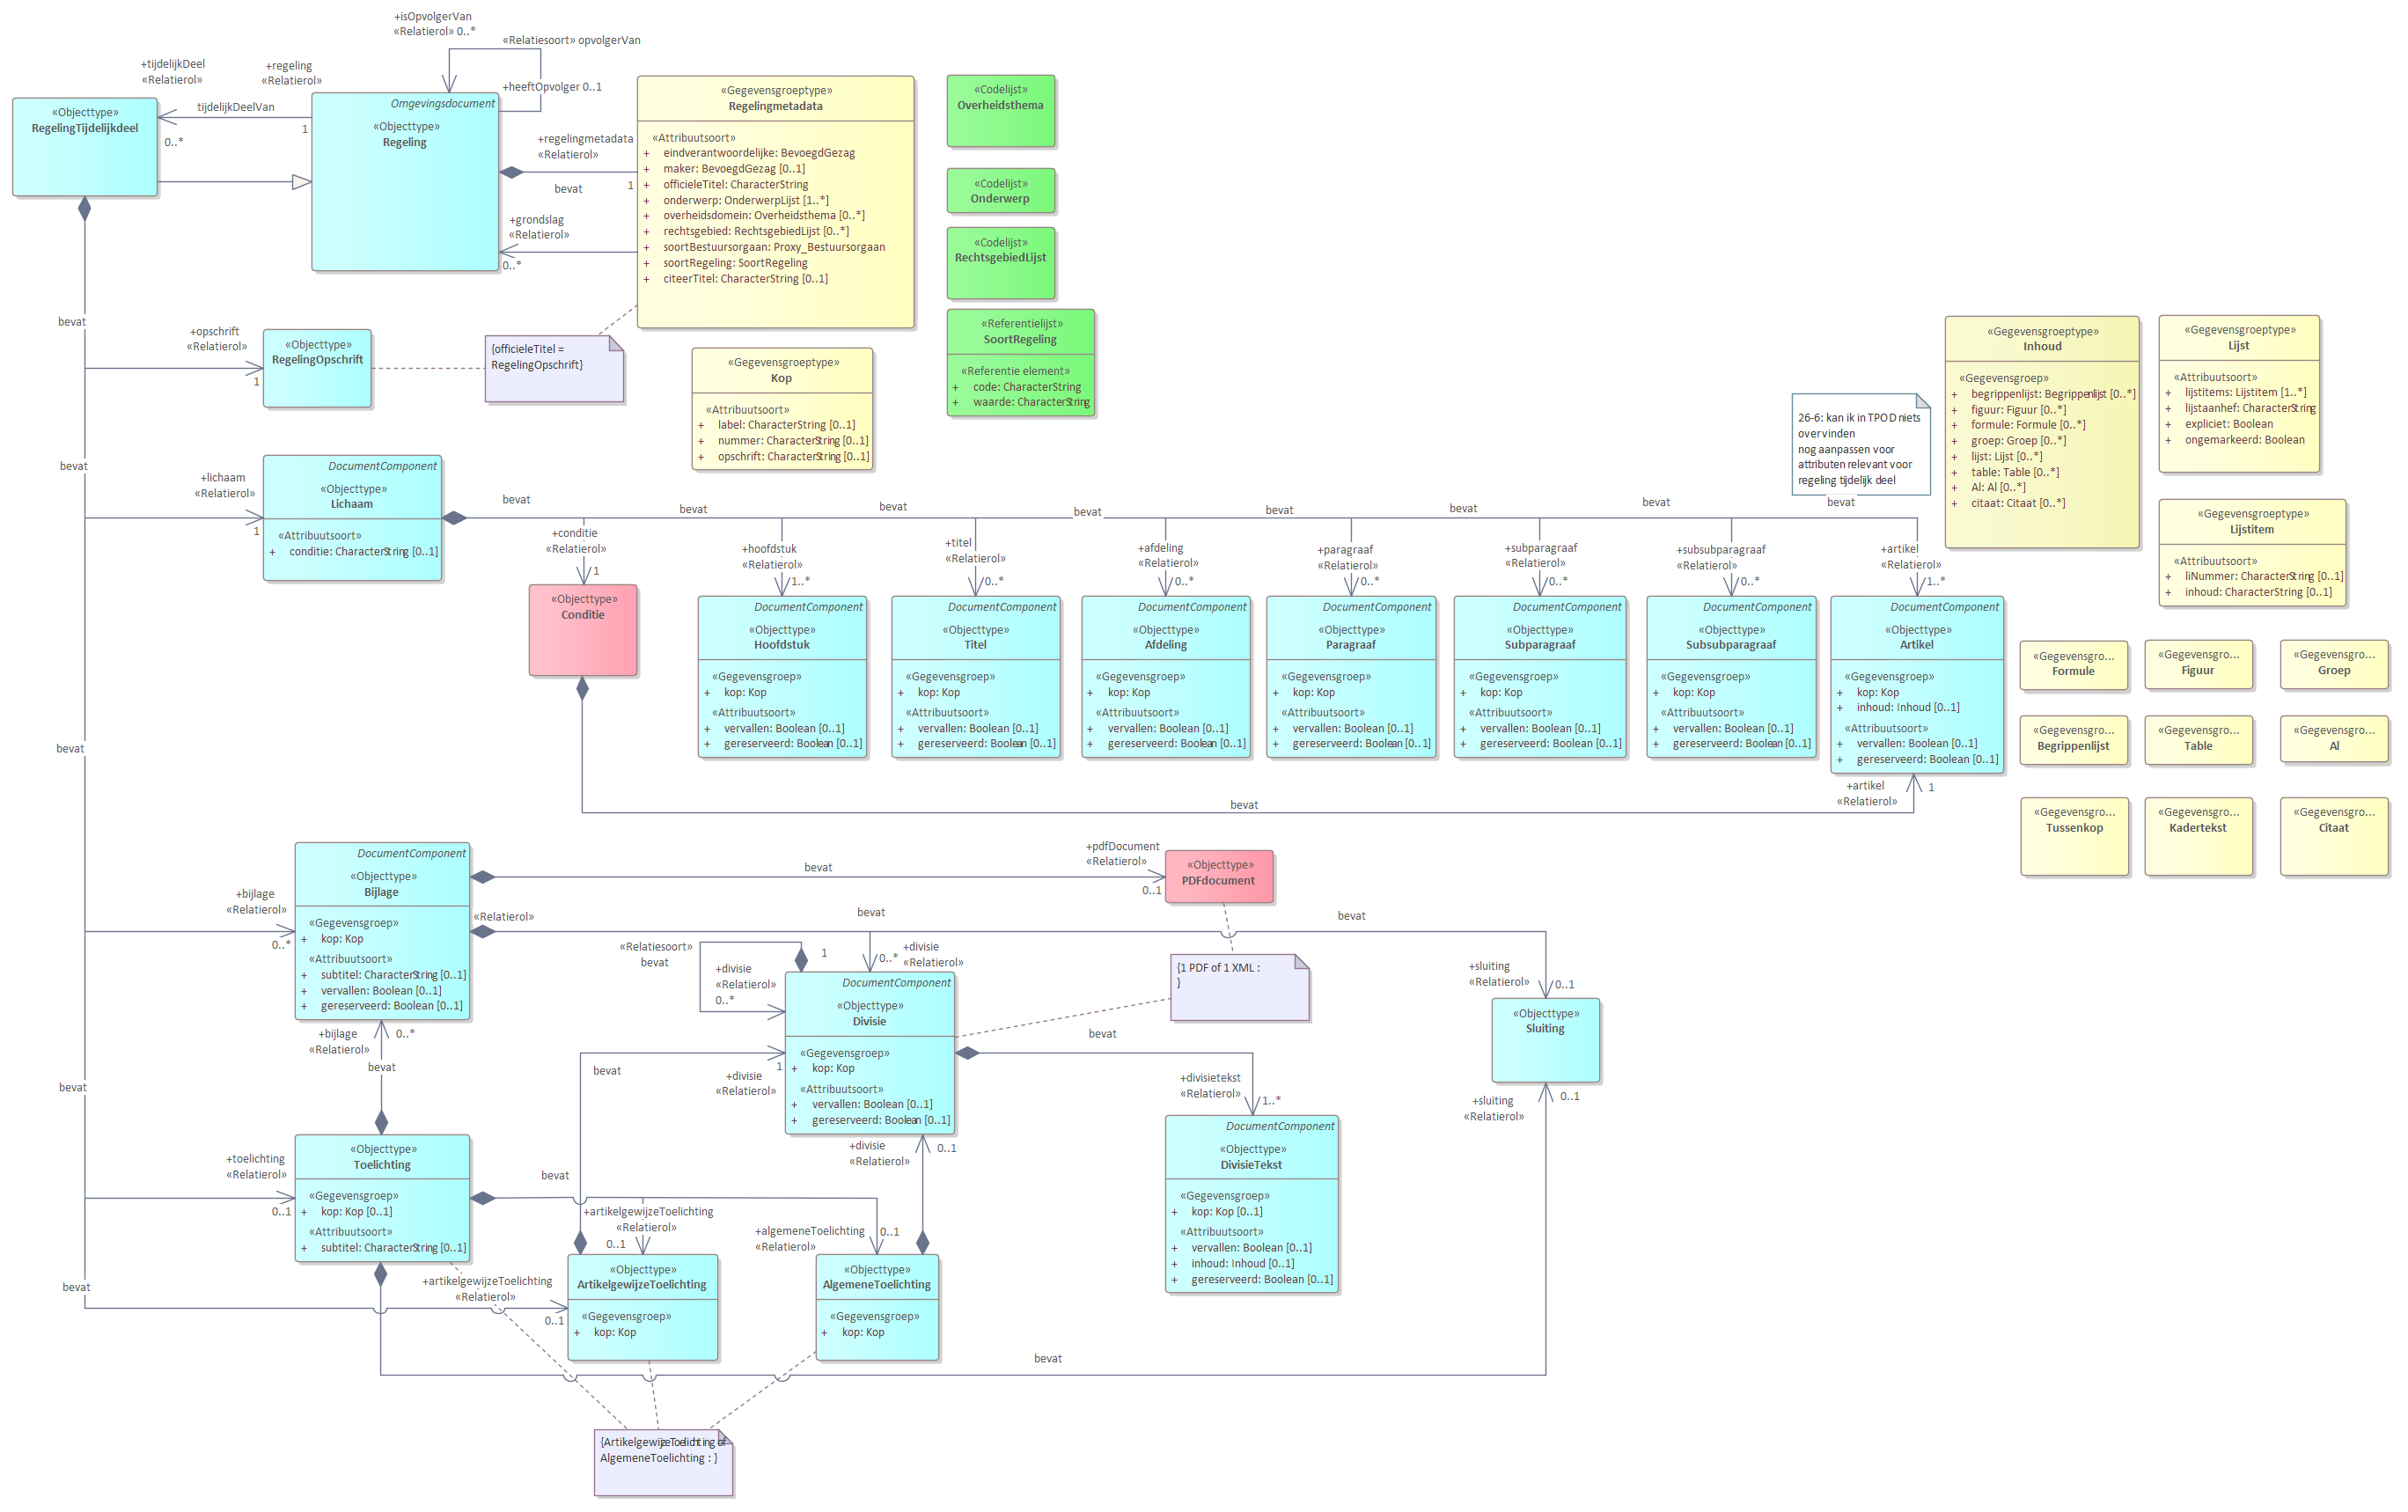 +isOpvolgerVan
«Relatierol» 0..*
«Relatiesoort» opvolgerVan
+heeftOpvolger 0..1
+tijdelijkDeel
«Relatierol»
+regeling
«Relatierol»
tijdelijkDeelVan
0..*
1
«Objecttype»
RegelingTijdelijkdeel
Omgevingsdocument
«Objecttype»
Regeling
+regelingmetadata
«Relatierol»
bevat
1
+grondslag
«Relatierol»
0..*
«Gegevensgroeptype»
Regelingmetadata
«Attribuutsoort»
+ eindverantwoordelijke: BevoegdGezag
+ maker: BevoegdGezag [0..1]
+ officieleTitel: CharacterString
+ onderwerp: OnderwerpLijst [1..*]
+ overheidsdomein: Overheidsthema [0..*]
+ rechtsgebied: RechtsgebiedLijst [0..*]
+ soortBestuursorgaan: Proxy_Bestuursorgaan
+ soortRegeling: SoortRegeling
+ citeerTitel: CharacterString [0..1]
«Codelijst»
Overheidsthema
«Codelijst»
Onderwerp
«Codelijst»
RechtsgebiedLijst
«Referentielijst»
SoortRegeling
«Referentie element»
+ code: CharacterString
+ waarde: CharacterString
bevat
+opschrift
«Relatierol»
1
«Objecttype»
RegelingOpschrift
{officieleTitel =
RegelingOpschrift}
«Gegevensgroeptype»
Kop
«Attribuutsoort»
+ label: CharacterString [0..1]
+ nummer: CharacterString [0..1]
+ opschrift: CharacterString [0..1]
26-6: kan ik in TPOD niets
over vinden
nog aanpassen voor
attributen relevant voor
regeling tijdelijk deel
«Gegevensgroeptype»
Inhoud
«Gegevensgroep»
+ begrippenlijst: Begrippenlijst [0..*]
+ figuur: Figuur [0..*]
+ formule: Formule [0..*]
+ groep: Groep [0..*]
+ lijst: Lijst [0..*]
+ table: Table [0..*]
+ Al: Al [0..*]
+ citaat: Citaat [0..*]
«Gegevensgroeptype»
Lijst
«Attribuutsoort»
+ lijstitems: Lijstitem [1..*]
+ lijstaanhef: CharacterString
+ expliciet: Boolean
+ ongemarkeerd: Boolean
«Gegevensgroeptype»
Lijstitem
«Attribuutsoort»
+ liNummer: CharacterString [0..1]
+ inhoud: CharacterString [0..1]
bevat
+lichaam
«Relatierol»
1
DocumentComponent
«Objecttype»
Lichaam
«Attribuutsoort»
+ conditie: CharacterString [0..1]
bevat
bevat
bevat
bevat
bevat
bevat
bevat
bevat
+conditie
«Relatierol»
1
«Objecttype»
Conditie
+hoofdstuk
«Relatierol»
1..*
DocumentComponent
«Objecttype»
Hoofdstuk
«Gegevensgroep»
+ kop: Kop
«Attribuutsoort»
+ vervallen: Boolean [0..1]
+ gereserveerd: Boolean [0..1]
+titel
«Relatierol»
0..*
DocumentComponent
«Objecttype»
Titel
«Gegevensgroep»
+ kop: Kop
«Attribuutsoort»
+ vervallen: Boolean [0..1]
+ gereserveerd: Boolean [0..1]
+afdeling
«Relatierol»
0..*
DocumentComponent
«Objecttype»
Afdeling
«Gegevensgroep»
+ kop: Kop
«Attribuutsoort»
+ vervallen: Boolean [0..1]
+ gereserveerd: Boolean [0..1]
+paragraaf
«Relatierol»
0..*
DocumentComponent
«Objecttype»
Paragraaf
«Gegevensgroep»
+ kop: Kop
«Attribuutsoort»
+ vervallen: Boolean [0..1]
+ gereserveerd: Boolean [0..1]
+subparagraaf
«Relatierol»
0..*
DocumentComponent
«Objecttype»
Subparagraaf
«Gegevensgroep»
+ kop: Kop
«Attribuutsoort»
+ vervallen: Boolean [0..1]
+ gereserveerd: Boolean [0..1]
+subsubparagraaf
«Relatierol»
0..*
DocumentComponent
«Objecttype»
Subsubparagraaf
«Gegevensgroep»
+ kop: Kop
«Attribuutsoort»
+ vervallen: Boolean [0..1]
+ gereserveerd: Boolean [0..1]
+artikel
«Relatierol»
1..*
DocumentComponent
«Objecttype»
Artikel
«Gegevensgroep»
+ kop: Kop
+ inhoud: Inhoud [0..1]
«Attribuutsoort»
+ vervallen: Boolean [0..1]
+ gereserveerd: Boolean [0..1]
+artikel
«Relatierol»
1
bevat
«Gegevensgro...
Formule
«Gegevensgro...
Figuur
«Gegevensgro...
Groep
«Gegevensgro...
Begrippenlijst
«Gegevensgro...
Table
«Gegevensgro...
Al
«Gegevensgro...
Tussenkop
«Gegevensgro...
Kadertekst
«Gegevensgro...
Citaat
bevat
+bijlage
«Relatierol»
0..*
DocumentComponent
«Objecttype»
Bijlage
«Gegevensgroep»
+ kop: Kop
«Attribuutsoort»
+ subtitel: CharacterString [0..1]
+ vervallen: Boolean [0..1]
+ gereserveerd: Boolean [0..1]
bevat
+pdfDocument
«Relatierol»
0..1
«Objecttype»
PDFdocument
{1 PDF of 1 XML :
}
«Relatierol»
bevat
bevat
«Relatiesoort»
bevat
1
+divisie
«Relatierol»
0..*
0..*
+divisie
«Relatierol»
DocumentComponent
«Objecttype»
Divisie
«Gegevensgroep»
+ kop: Kop
«Attribuutsoort»
+ vervallen: Boolean [0..1]
+ gereserveerd: Boolean [0..1]
+sluiting
«Relatierol»
0..1
«Objecttype»
Sluiting
+sluiting
«Relatierol»
0..1
+bijlage
«Relatierol»
0..*
bevat
bevat
bevat
+divisie
«Relatierol»
1
bevat
+divisietekst
«Relatierol»
1..*
DocumentComponent
«Objecttype»
DivisieTekst
«Gegevensgroep»
+ kop: Kop [0..1]
«Attribuutsoort»
+ vervallen: Boolean [0..1]
+ inhoud: Inhoud [0..1]
+ gereserveerd: Boolean [0..1]
+toelichting
«Relatierol»
0..1
«Objecttype»
Toelichting
«Gegevensgroep»
+ kop: Kop [0..1]
«Attribuutsoort»
+ subtitel: CharacterString [0..1]
bevat
+divisie
«Relatierol»
0..1
+artikelgewijzeToelichting
«Relatierol»
0..1
+algemeneToelichting
«Relatierol»
0..1
bevat
+artikelgewijzeToelichting
«Relatierol»
0..1
«Objecttype»
ArtikelgewijzeToelichting
«Gegevensgroep»
+ kop: Kop
«Objecttype»
AlgemeneToelichting
«Gegevensgroep»
+ kop: Kop
bevat
{ArtikelgewijzeToelichting of
AlgemeneToelichting : }